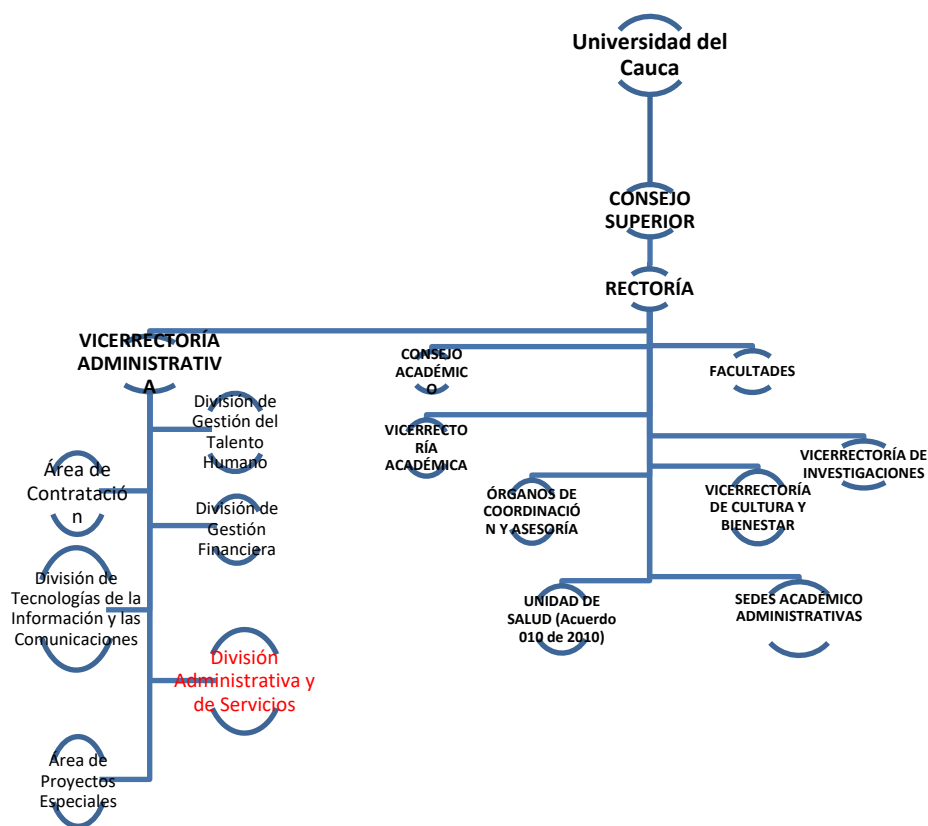 Universidad del
Cauca
CONSEJO
SUPERIOR
RECTORÍA
VICERRECTORÍA
ADMINISTRATIV
A
División de
Gestión del
Talento
Humano
Área de
Contratació
n
División de
Gestión
Financiera
División de
Tecnologías de la
Información y las
Comunicaciones
División
Administrativa y
de Servicios
Área de
Proyectos
Especiales
CONSEJO
ACADÉMIC
O
FACULTADES
VICERRECTO
RÍA
ACADÉMICA
VICERRECTORÍA DE
INVESTIGACIONES
ÓRGANOS DE
COORDINACIÓ
N Y ASESORÍA
VICERRECTORÍA
DE CULTURA Y
BIENESTAR
UNIDAD DE
SALUD (Acuerdo
010 de 2010)
SEDES ACADÉMICO
ADMINISTRATIVAS